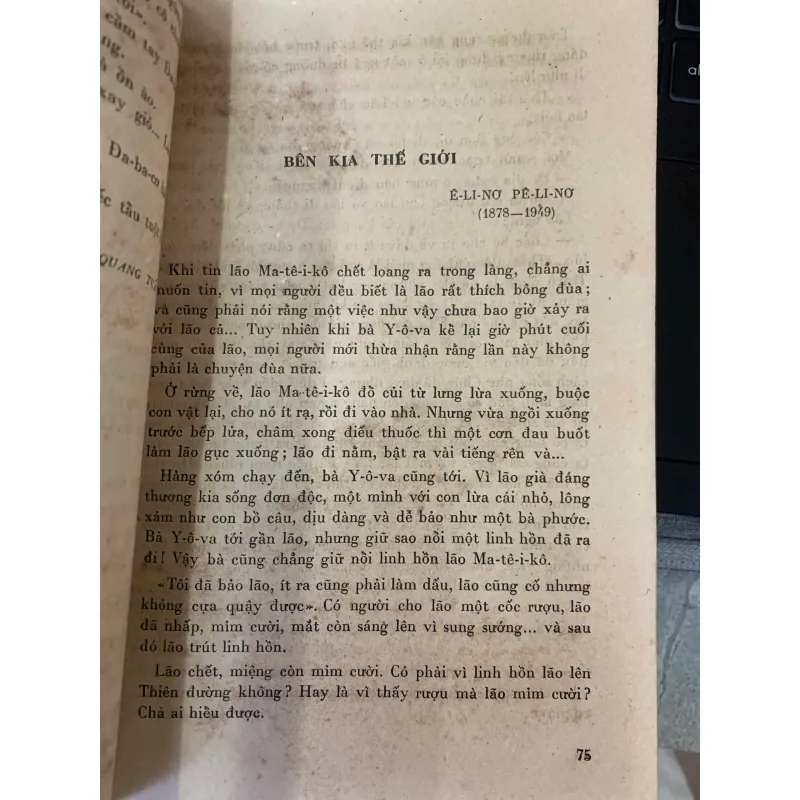 cầm tay Da
ồn ào.
xay gió...
Đa-ba-co
ốc tẩu
QUANG
BÊN KIA THẾ GIỚI
Ê-LI-NƠ PÊ-LI-NƠ
(1878—1949)
Khi tin lão Ma-tê-i-kô chết loang ra trong làng, chẳng ai
muốn tin, vì mọi người đều biết là lão rất thích bông đùa;
và cũng phải nói rằng một việc như vậy chưa bao giờ xảy ra
với lão cả... Tuy nhiên khi bà Y-ô-va kể lại giờ phút cuối
cùng của lão, mọi người mới thừa nhận rằng lần này không
phải là chuyện đùa nữa.
Ở rừng về, lão Ma-tê-i-kô đỡ củi từ lưng lừa xuống, buộc
con vật lại, cho nó ít rạ, rồi đi vào nhà. Nhưng vừa ngồi xuống
trước bếp lửa, châm xong điếu thuốc thì một cơn đau buốt
làm lão gục xuống; lão đi nằm, bật ra vài tiếng rên và...
Hàng xóm chạy đến, bà Y-ô-va cũng tới. Vì lão già đáng
thương kia sống đơn độc, một mình với con lừa cái nhỏ, lông
xám như con bồ câu, dịu dàng và dễ bảo như một bà phước.
Bà Y-ô-va tới gần lão, nhưng giữ sao nổi một linh hồn đã ra
đi! Vậy bà cũng chẳng giữ nổi linh hồn lão Ma-tê-i-kô.
«Tôi đã bảo lão, ít ra cũng phải làm dấu, lão cũng cố nhưng
không cựa quậy được». Có người cho lão một cốc rượu, lão
đã nhấp, mỉm cười, mắt còn sáng lên vì sung sướng... và sau
đó lão trút linh hồn.
Lão chết, miệng còn mỉm cười. Có phải vì linh hồn lão lên
Thiên đường không? Hay là vì thấy rượu mà lão mỉm cười?
Chả ai hiểu được.
75